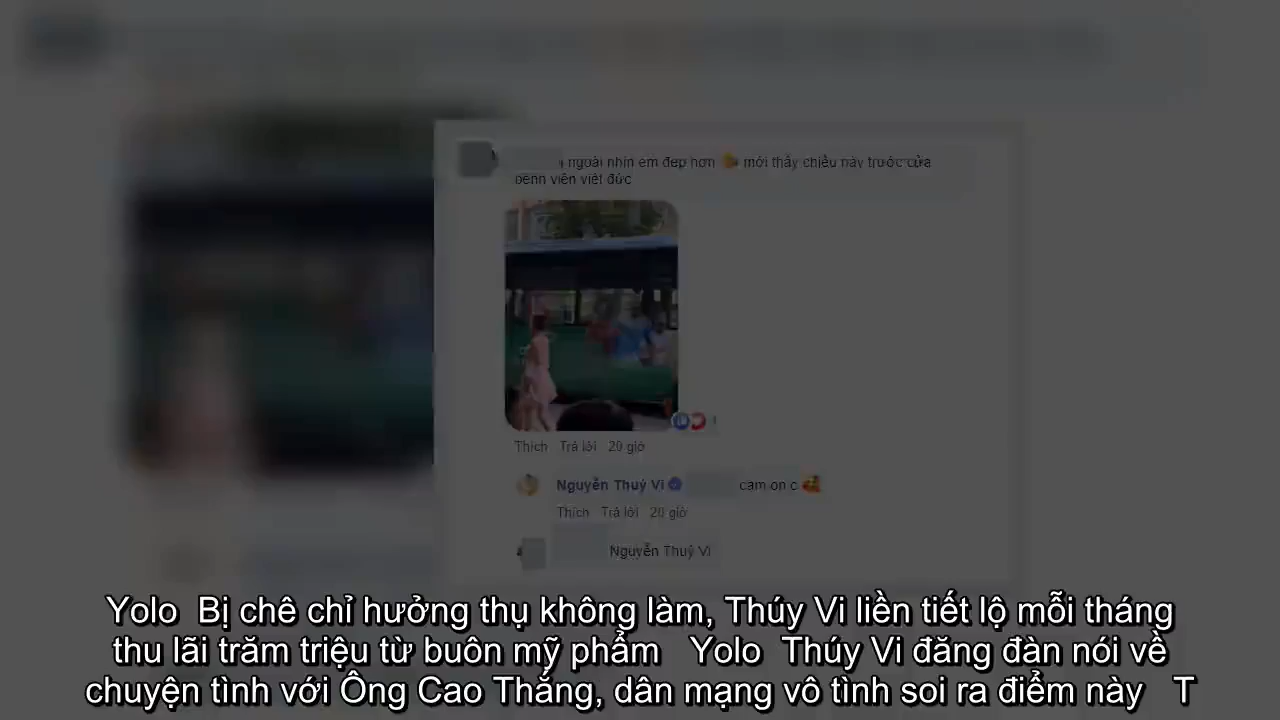 ngoài nhìn em đẹp hơn 🥰 mới thấy chiều này trước cửa
bệnh viện việt đức
Thích Trả lời 20 giờ
Nguyễn Thuý Vi cảm ơn c 🥰
Thích Trả lời 20 giờ
Nguyễn Thuý Vi
Yolo Bị chê chỉ hưởng thụ không làm, Thúy Vi liền tiết lộ mỗi tháng
thu lãi trăm triệu từ buôn mỹ phẩm Yolo Thúy Vi đăng đàn nói về
chuyện tình với Ông Cao Thắng, dân mạng vô tình soi ra điểm này T